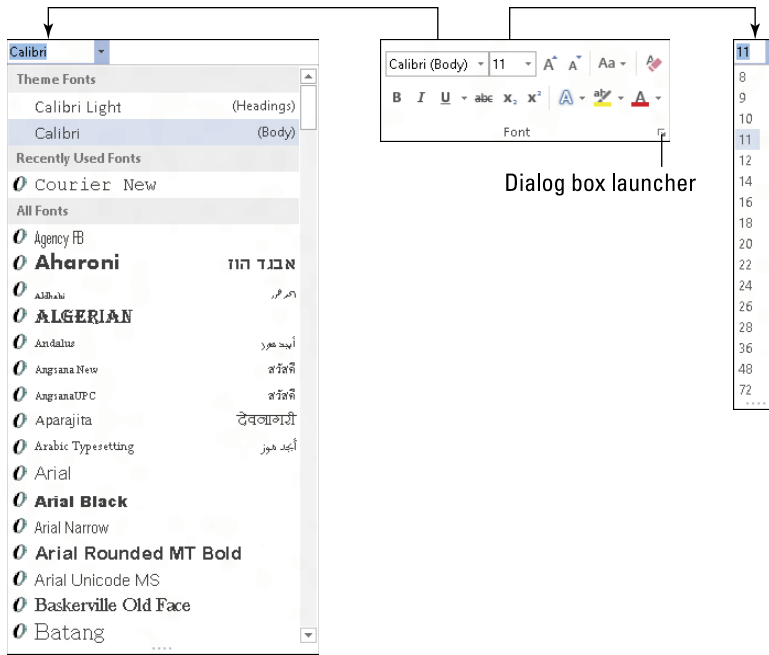 Calibri
Theme Fonts
Calibri Light (Headings)
Calibri (Body)
Recently Used Fonts
O Courier New
All Fonts
O Agency FB
O Aharoni אבגד הוז
O Aldhabi
O ALGERIAN
O Andalus أبجد هوز
O Angsana New สวัสดี
O AngsanaUPC สวัสดี
O Aparajita देवनागरी
O Arabic Typesetting أبجد هوز
O Arial
O Arial Black
O Arial Narrow
O Arial Rounded MT Bold
O Arial Unicode MS
O Baskerville Old Face
O Batang
Calibri (Body) 11 A A Aa A
B I U abc X₂ X² A ab A
Font
Dialog box launcher
11
8
9
10
11
12
14
16
18
20
22
24
26
28
36
48
72